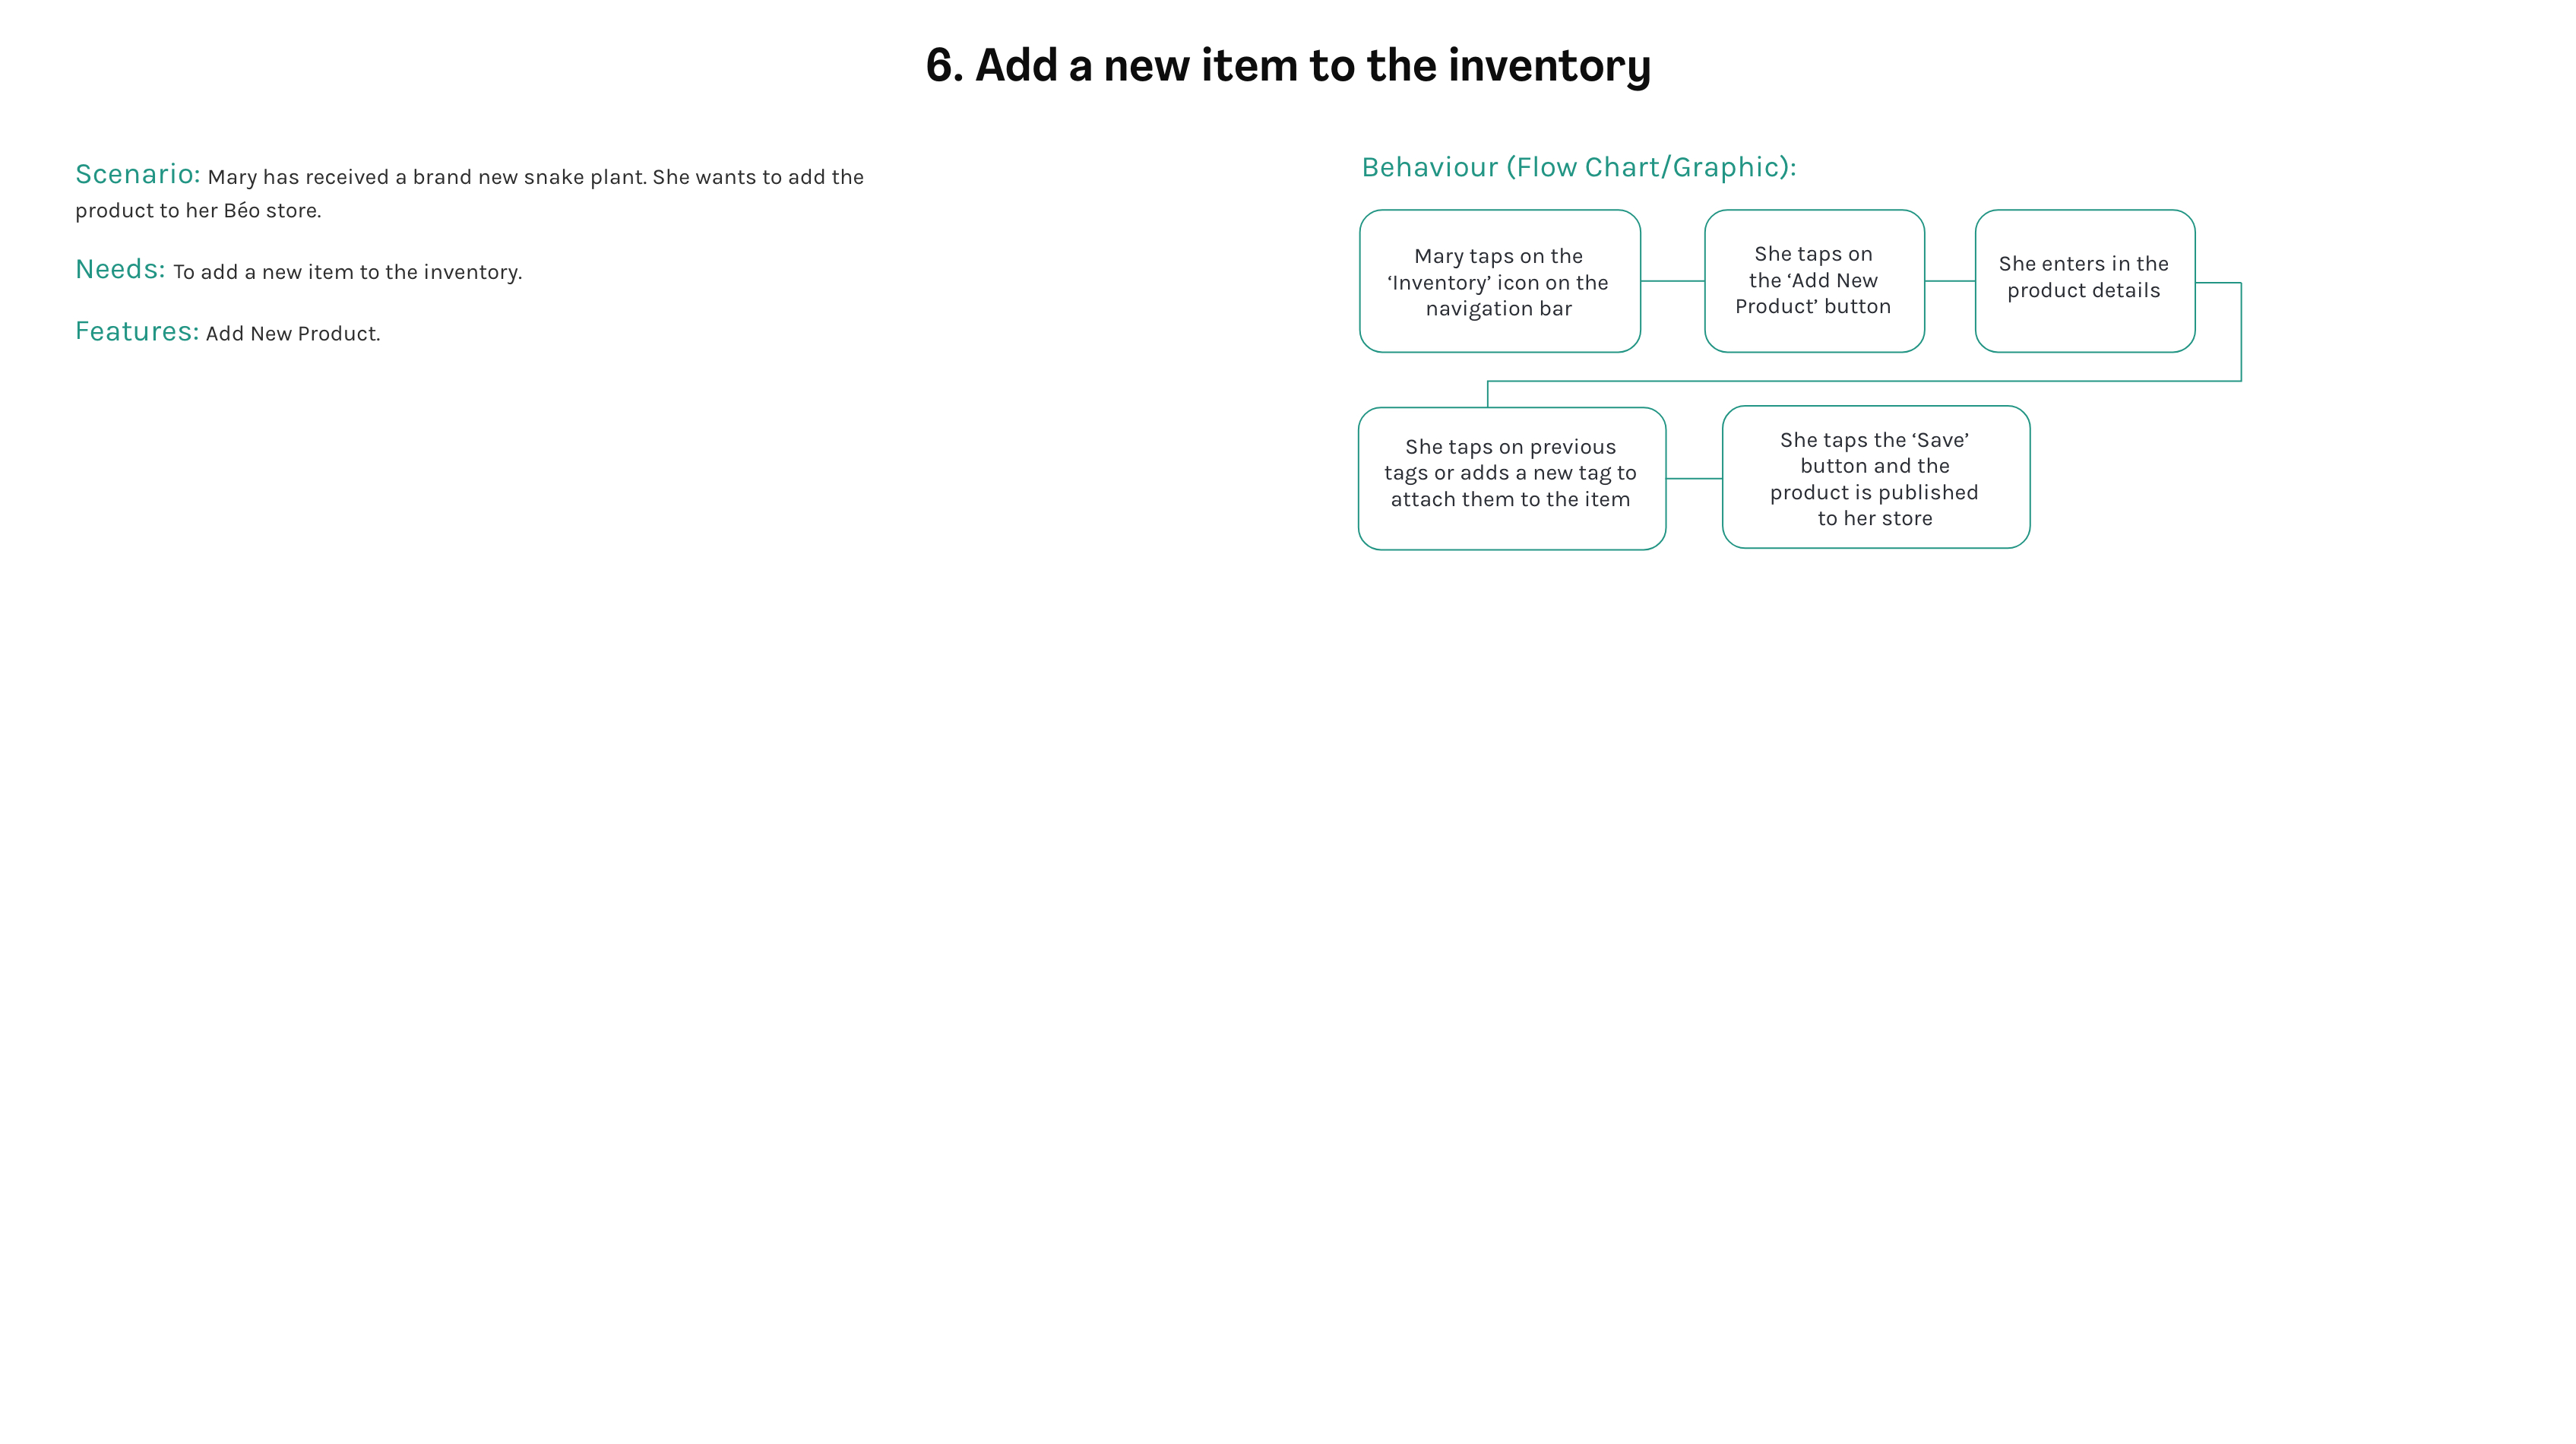 6. Add a new item to the inventory
Scenario: Mary has received a brand new snake plant. She wants to add the
product to her Béo store.
Needs: To add a new item to the inventory.
Features: Add New Product.
Behaviour (Flow Chart/Graphic):
Mary taps on the
‘Inventory’ icon on the
navigation bar
She taps on
the ‘Add New
Product’ button
She enters in the
product details
She taps on previous
tags or adds a new tag to
attach them to the item
She taps the ‘Save’
button and the
product is published
to her store